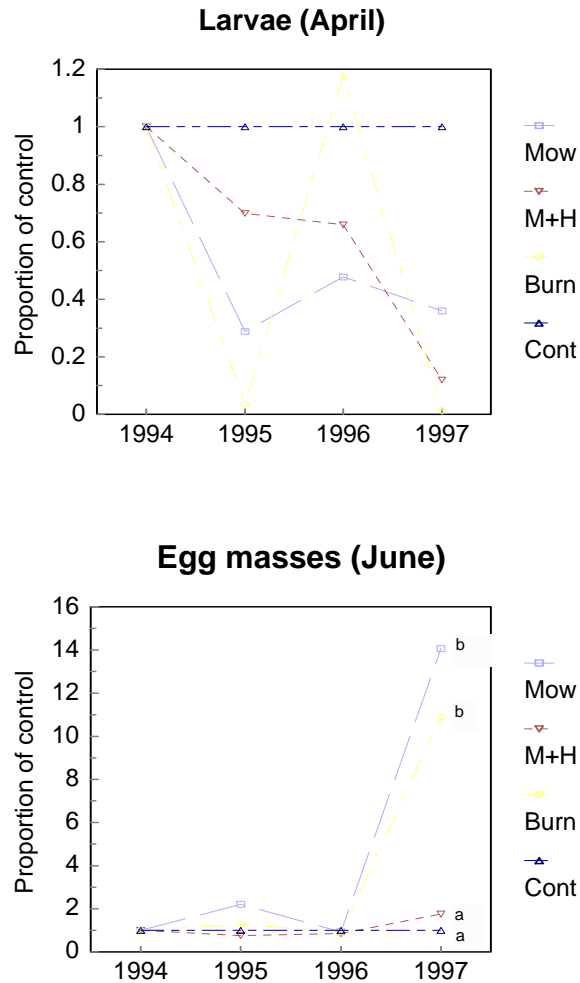 Larvae (April)
Proportion of control
1.2
1
0.8
0.6
0.4
0.2
0
1994 1995 1996 1997
Mow
M+H
Burn
Cont
Egg masses (June)
Proportion of control
16
14
12
10
8
6
4
2
0
1994 1995 1996 1997
b
b
a
a
Mow
M+H
Burn
Cont